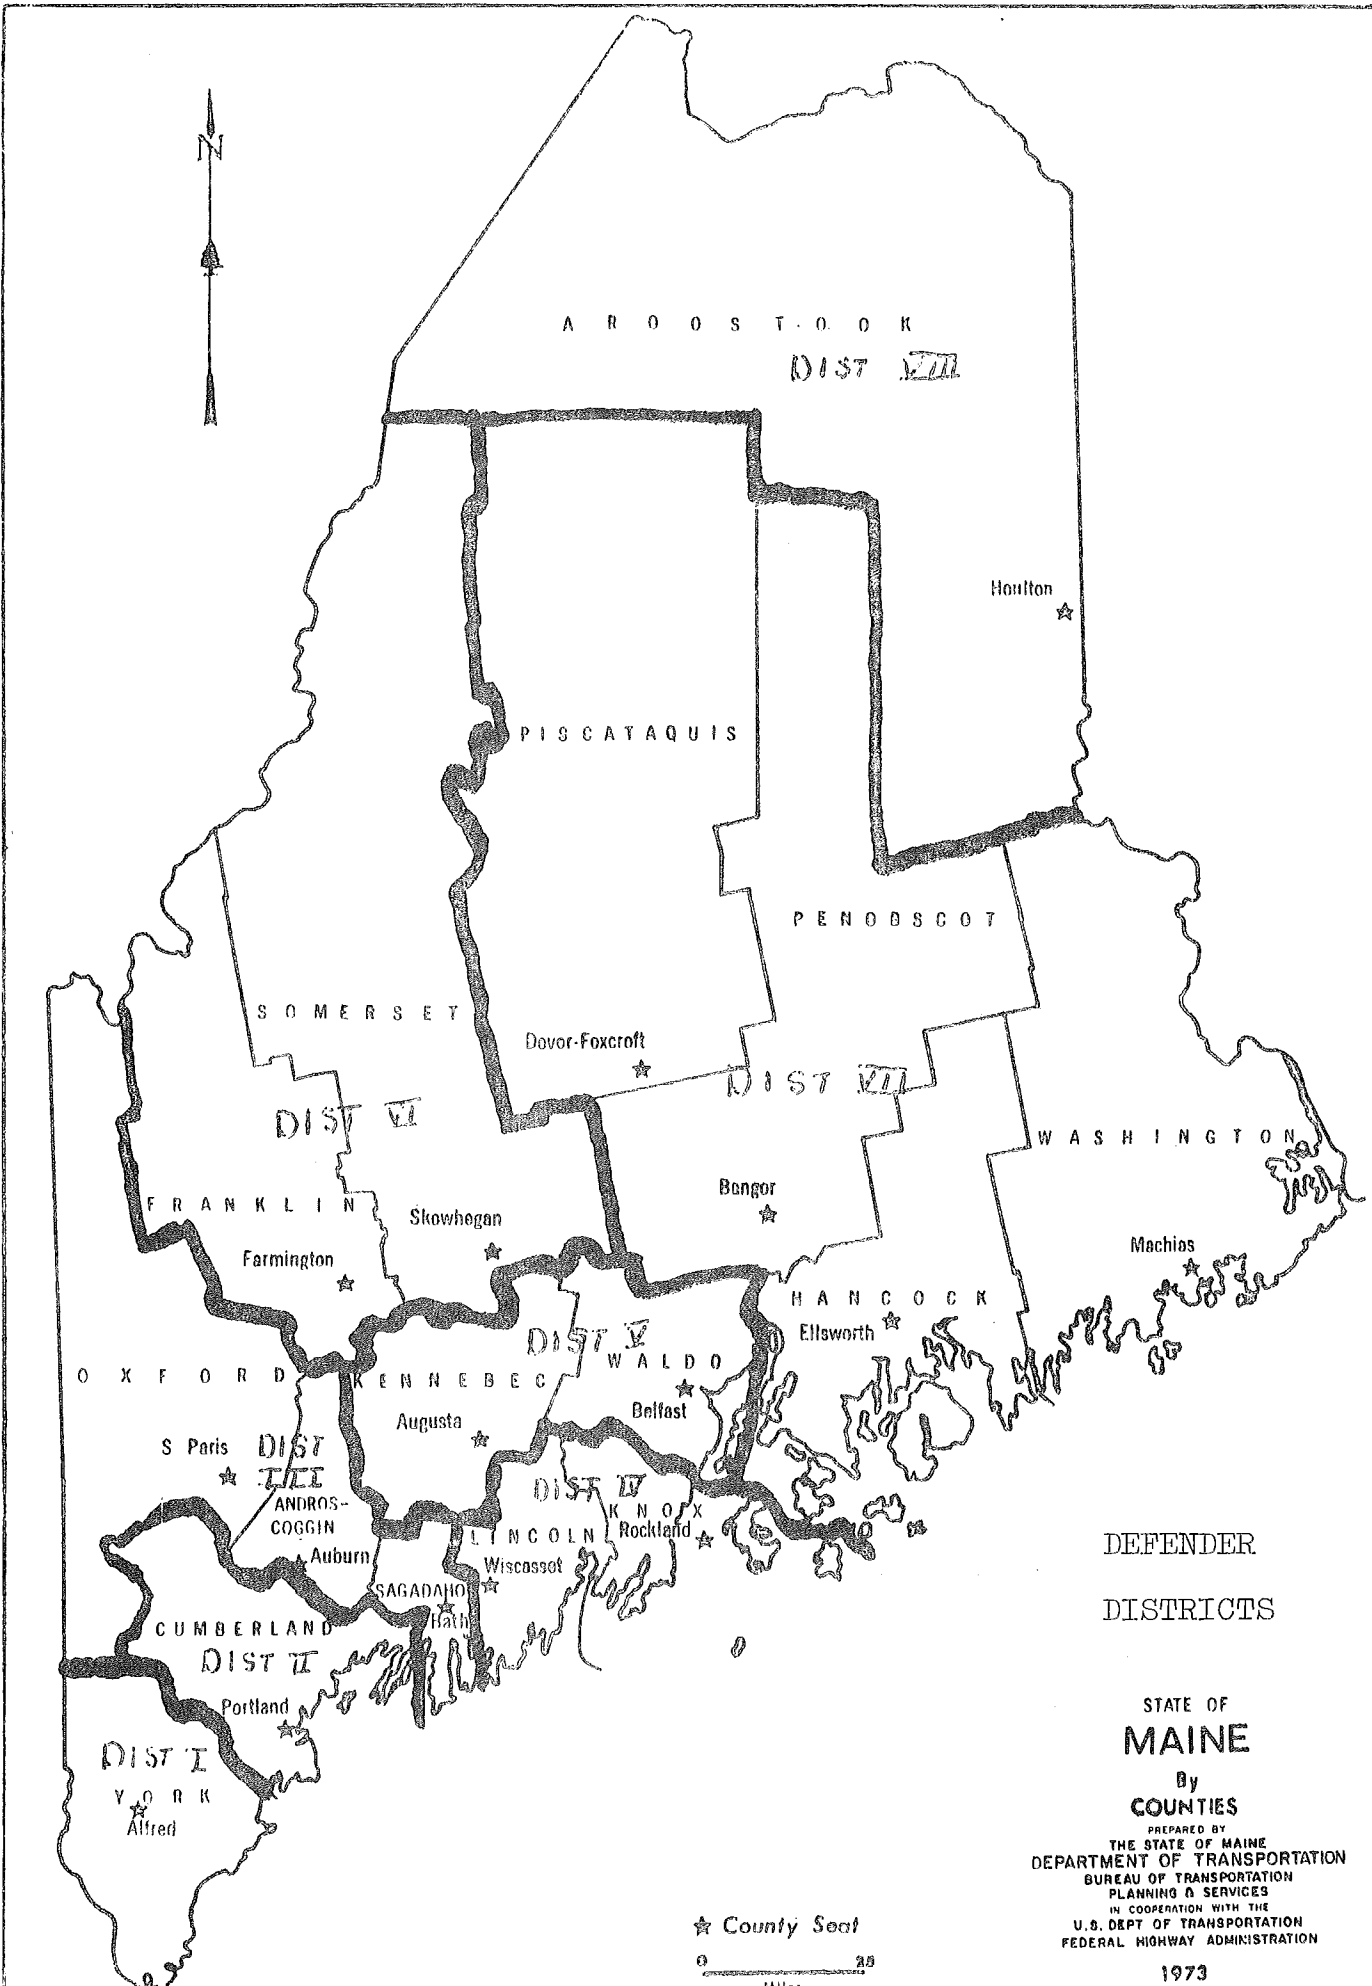 N
A R O O S T O O K
DIST VIII
Houlton
PISCATAQUIS
PENOBSCOT
SOMERSET
Dover-Foxcroft
DIST VII
DIST VI
WASHINGTON
FRANKLIN
Skowhegan
Bangor
Farmington
Machias
HANCOCK
Ellsworth
DIST V
WALDO
OXFORD
KENNEBEC
Belfast
Augusta
S Paris
DIST
III
DIST IV
ANDROS-
COGGIN
KNOX
LINCOLN
Rockland
Auburn
Wiscasset
SAGADAHOC
Bath
CUMBERLAND
DIST II
Portland
DIST I
YORK
Alfred
DEFENDER
DISTRICTS
STATE OF
MAINE
By
COUNTIES
PREPARED BY
THE STATE OF MAINE
DEPARTMENT OF TRANSPORTATION
BUREAU OF TRANSPORTATION
PLANNING & SERVICES
IN COOPERATION WITH THE
U.S. DEPT OF TRANSPORTATION
FEDERAL HIGHWAY ADMINISTRATION
1973
County Seat
0 25
Miles